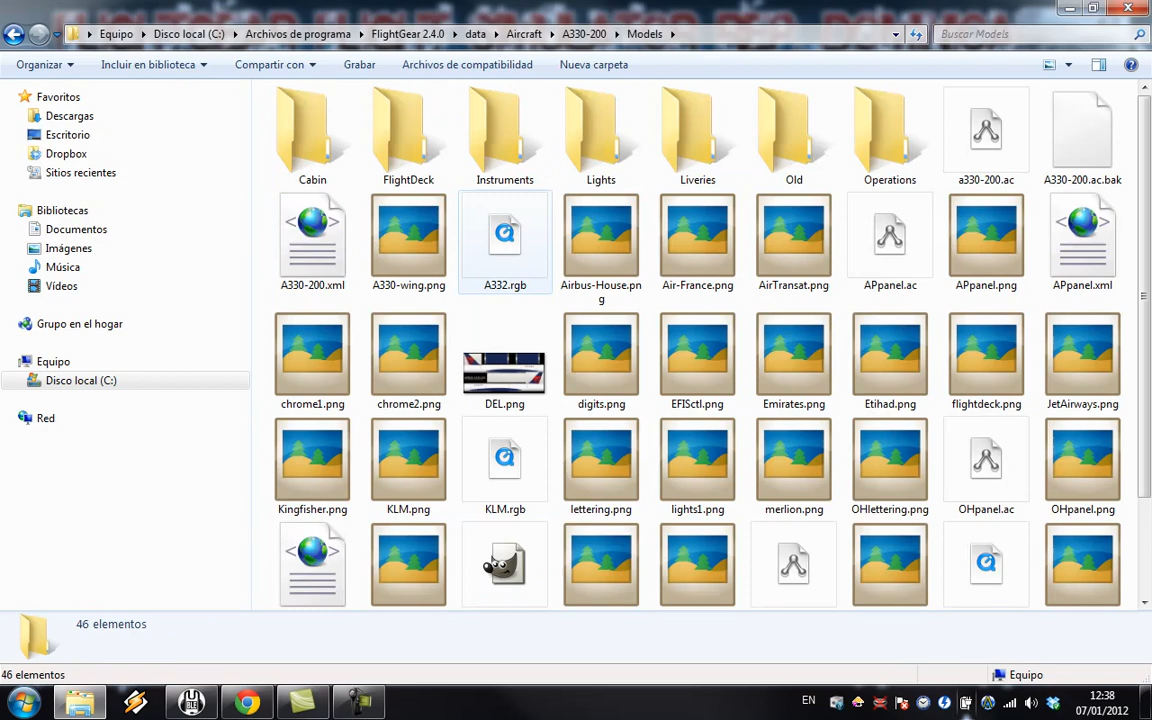 Equipo
Disco local (C:)
Archivos de programa
FlightGear 2.4.0
data
Aircraft
A330-200
Models
Buscar Models
Organizar
Incluir en biblioteca
Compartir con
Grabar
Archivos de compatibilidad
Nueva carpeta
Favoritos
Descargas
Escritorio
Dropbox
Sitios recientes
Bibliotecas
Documentos
Imágenes
Música
Vídeos
Grupo en el hogar
Equipo
Disco local (C:)
Red
Cabin
FlightDeck
Instruments
Lights
Liveries
Old
Operations
a330-200.ac
A330-200.ac.bak
A330-200.xml
A330-wing.png
A332.rgb
Airbus-House.pn
g
Air-France.png
AirTransat.png
APpanel.ac
APpanel.png
APpanel.xml
chrome1.png
chrome2.png
DEL.png
digits.png
EFISctl.png
Emirates.png
Etihad.png
flightdeck.png
JetAirways.png
Kingfisher.png
KLM.png
KLM.rgb
lettering.png
lights1.png
merlion.png
OHlettering.png
OHpanel.ac
OHpanel.png
46 elementos
46 elementos
Equipo
EN
12:38
07/01/2012